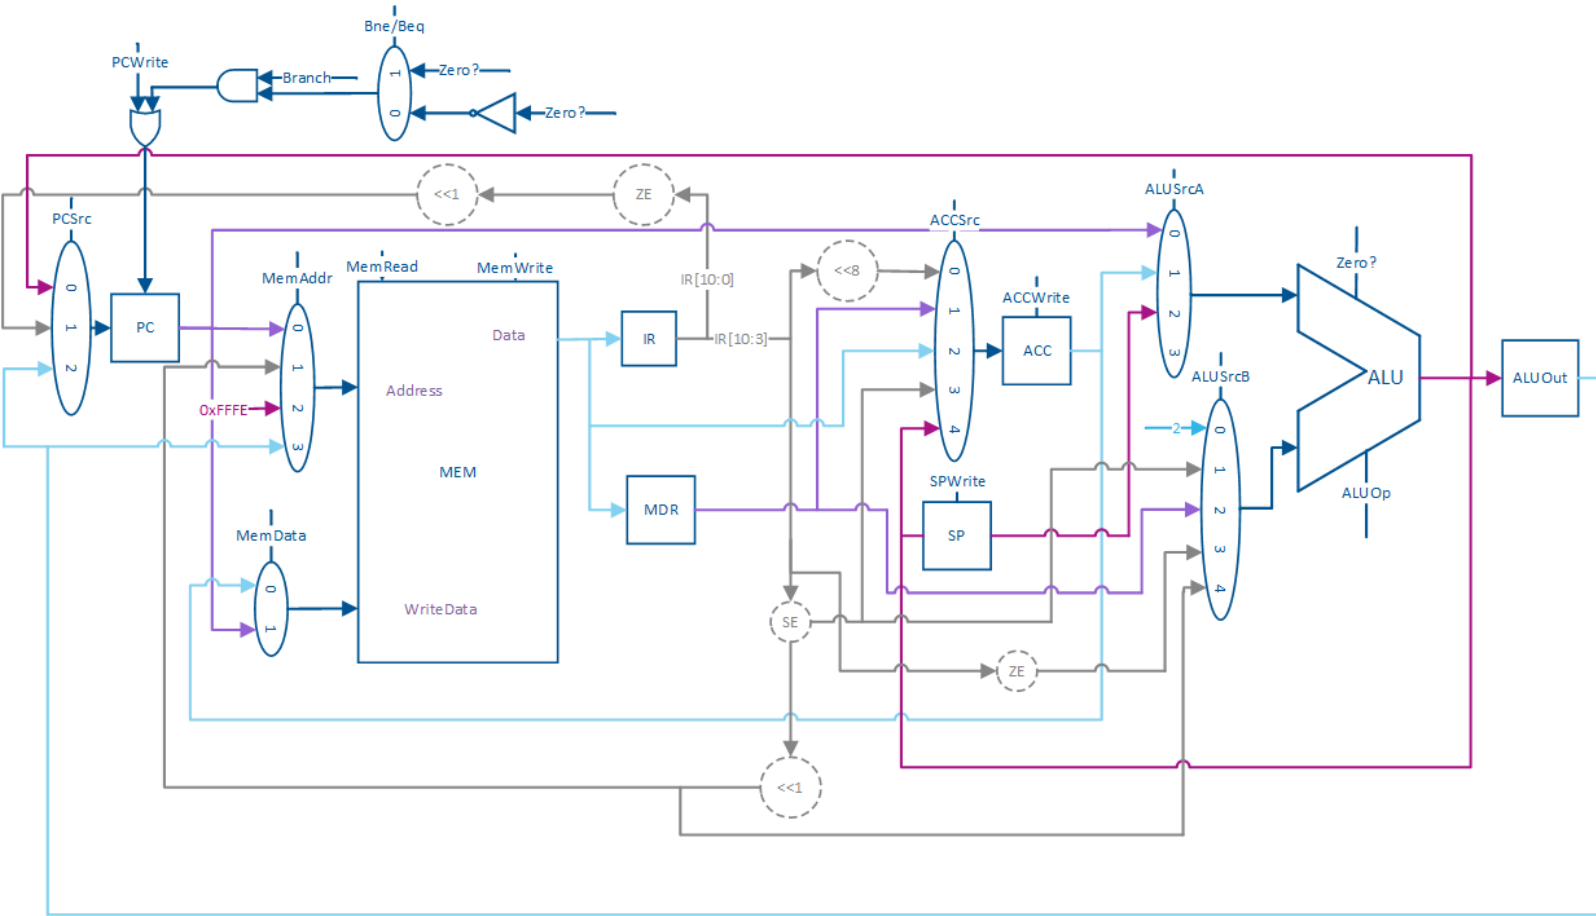 Bne/Beq
PCWrite
1
Zero?
Branch
0
Zero?
<<1
ZE
ALUSrcA
PCSrc
ACCSrc
0
MemRead
MemWrite
<<8
Zero?
MemAddr
IR[10:0]
0
1
0
ACCWrite
1
2
PC
0
Data
IR
IR[10:3]
1
2
ACC
3
1
2
Address
3
ALUSrcB
ALU
ALUOut
0xFFFE
2
4
2
0
3
MEM
1
SPWrite
ALUOp
MDR
2
MemData
SP
3
0
4
WriteData
1
SE
ZE
<<1